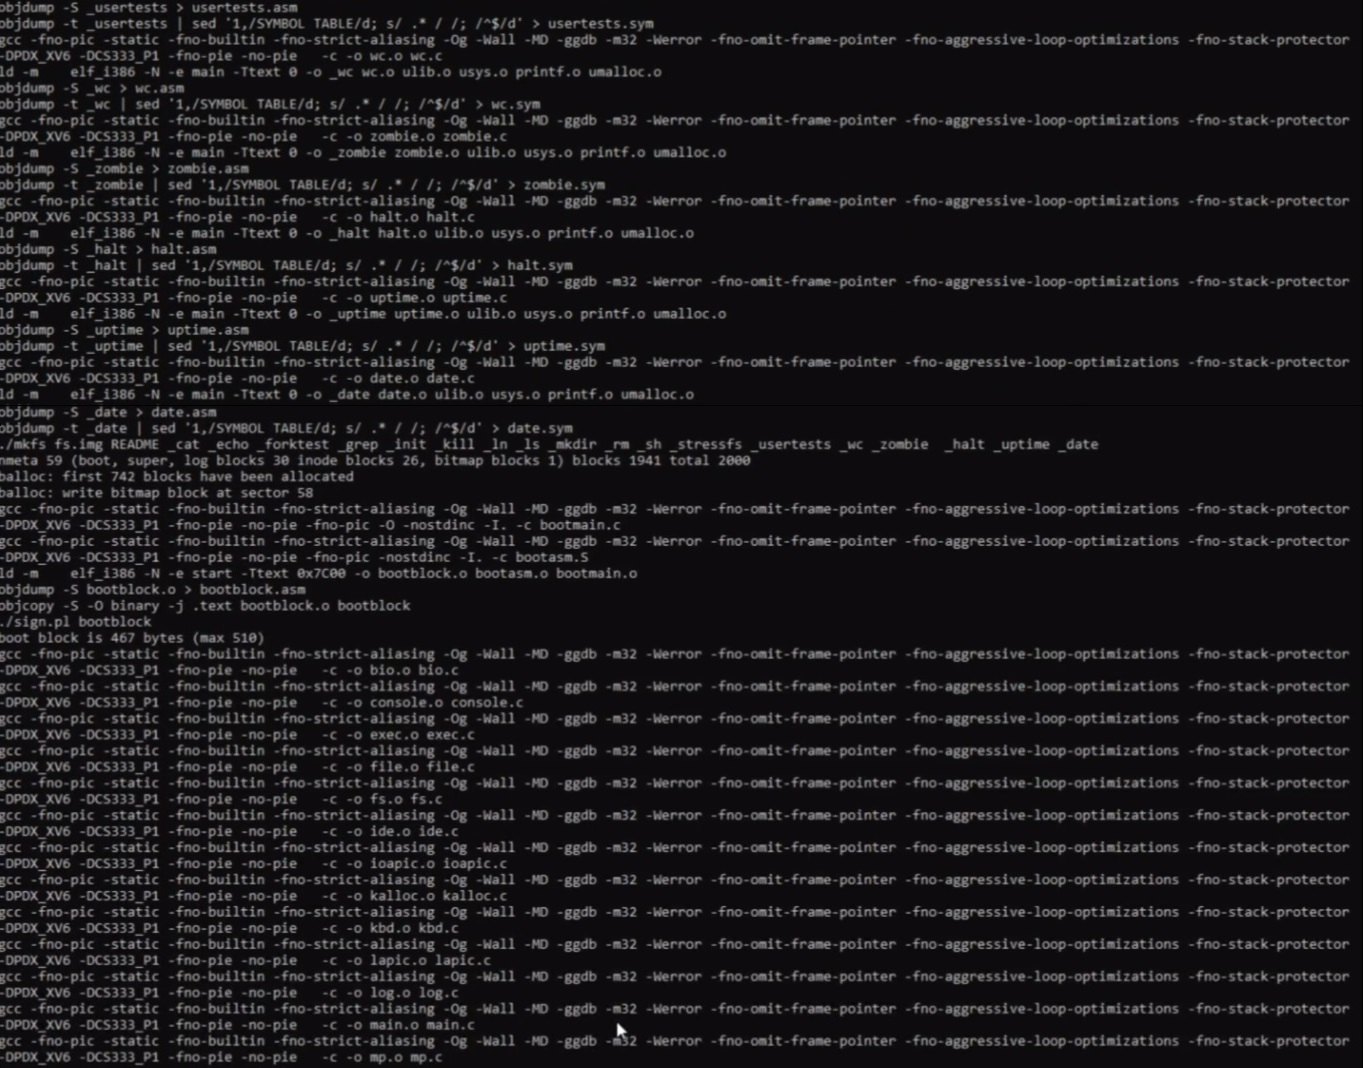 objdump -S _usertests > usertests.asm
objdump -t _usertests | sed '1,/SYMBOL TABLE/d; s/ .* / /; /^$/d' > usertests.sym
gcc -fno-pic -static -fno-builtin -fno-strict-aliasing -Og -Wall -MD -ggdb -m32 -Werror -fno-omit-frame-pointer -fno-aggressive-loop-optimizations -fno-stack-protector
-DPDX_XV6 -DCS333_P1 -fno-pie -no-pie   -c -o wc.o wc.c
ld -m    elf_i386 -N -e main -Ttext 0 -o _wc wc.o ulib.o usys.o printf.o umalloc.o
objdump -S _wc > wc.asm
objdump -t _wc | sed '1,/SYMBOL TABLE/d; s/ .* / /; /^$/d' > wc.sym
gcc -fno-pic -static -fno-builtin -fno-strict-aliasing -Og -Wall -MD -ggdb -m32 -Werror -fno-omit-frame-pointer -fno-aggressive-loop-optimizations -fno-stack-protector
-DPDX_XV6 -DCS333_P1 -fno-pie -no-pie   -c -o zombie.o zombie.c
ld -m    elf_i386 -N -e main -Ttext 0 -o _zombie zombie.o ulib.o usys.o printf.o umalloc.o
objdump -S _zombie > zombie.asm
objdump -t _zombie | sed '1,/SYMBOL TABLE/d; s/ .* / /; /^$/d' > zombie.sym
gcc -fno-pic -static -fno-builtin -fno-strict-aliasing -Og -Wall -MD -ggdb -m32 -Werror -fno-omit-frame-pointer -fno-aggressive-loop-optimizations -fno-stack-protector
-DPDX_XV6 -DCS333_P1 -fno-pie -no-pie   -c -o halt.o halt.c
ld -m    elf_i386 -N -e main -Ttext 0 -o _halt halt.o ulib.o usys.o printf.o umalloc.o
objdump -S _halt > halt.asm
objdump -t _halt | sed '1,/SYMBOL TABLE/d; s/ .* / /; /^$/d' > halt.sym
gcc -fno-pic -static -fno-builtin -fno-strict-aliasing -Og -Wall -MD -ggdb -m32 -Werror -fno-omit-frame-pointer -fno-aggressive-loop-optimizations -fno-stack-protector
-DPDX_XV6 -DCS333_P1 -fno-pie -no-pie   -c -o uptime.o uptime.c
ld -m    elf_i386 -N -e main -Ttext 0 -o _uptime uptime.o ulib.o usys.o printf.o umalloc.o
objdump -S _uptime > uptime.asm
objdump -t _uptime | sed '1,/SYMBOL TABLE/d; s/ .* / /; /^$/d' > uptime.sym
gcc -fno-pic -static -fno-builtin -fno-strict-aliasing -Og -Wall -MD -ggdb -m32 -Werror -fno-omit-frame-pointer -fno-aggressive-loop-optimizations -fno-stack-protector
-DPDX_XV6 -DCS333_P1 -fno-pie -no-pie   -c -o date.o date.c
ld -m    elf_i386 -N -e main -Ttext 0 -o _date date.o ulib.o usys.o printf.o umalloc.o
objdump -S _date > date.asm
objdump -t _date | sed '1,/SYMBOL TABLE/d; s/ .* / /; /^$/d' > date.sym
./mkfs fs.img README _cat _echo _forktest _grep _init _kill _ln _ls _mkdir _rm _sh _stressfs _usertests _wc _zombie  _halt _uptime _date
nmeta 59 (boot, super, log blocks 30 inode blocks 26, bitmap blocks 1) blocks 1941 total 2000
balloc: first 742 blocks have been allocated
balloc: write bitmap block at sector 58
gcc -fno-pic -static -fno-builtin -fno-strict-aliasing -Og -Wall -MD -ggdb -m32 -Werror -fno-omit-frame-pointer -fno-aggressive-loop-optimizations -fno-stack-protector
-DPDX_XV6 -DCS333_P1 -fno-pie -no-pie -fno-pic -O -nostdinc -I. -c bootmain.c
gcc -fno-pic -static -fno-builtin -fno-strict-aliasing -Og -Wall -MD -ggdb -m32 -Werror -fno-omit-frame-pointer -fno-aggressive-loop-optimizations -fno-stack-protector
-DPDX_XV6 -DCS333_P1 -fno-pie -no-pie -fno-pic -nostdinc -I. -c bootasm.S
ld -m    elf_i386 -N -e start -Ttext 0x7C00 -o bootblock.o bootasm.o bootmain.o
objdump -S bootblock.o > bootblock.asm
objcopy -S -O binary -j .text bootblock.o bootblock
./sign.pl bootblock
boot block is 467 bytes (max 510)
gcc -fno-pic -static -fno-builtin -fno-strict-aliasing -Og -Wall -MD -ggdb -m32 -Werror -fno-omit-frame-pointer -fno-aggressive-loop-optimizations -fno-stack-protector
-DPDX_XV6 -DCS333_P1 -fno-pie -no-pie   -c -o bio.o bio.c
gcc -fno-pic -static -fno-builtin -fno-strict-aliasing -Og -Wall -MD -ggdb -m32 -Werror -fno-omit-frame-pointer -fno-aggressive-loop-optimizations -fno-stack-protector
-DPDX_XV6 -DCS333_P1 -fno-pie -no-pie   -c -o console.o console.c
gcc -fno-pic -static -fno-builtin -fno-strict-aliasing -Og -Wall -MD -ggdb -m32 -Werror -fno-omit-frame-pointer -fno-aggressive-loop-optimizations -fno-stack-protector
-DPDX_XV6 -DCS333_P1 -fno-pie -no-pie   -c -o exec.o exec.c
gcc -fno-pic -static -fno-builtin -fno-strict-aliasing -Og -Wall -MD -ggdb -m32 -Werror -fno-omit-frame-pointer -fno-aggressive-loop-optimizations -fno-stack-protector
-DPDX_XV6 -DCS333_P1 -fno-pie -no-pie   -c -o file.o file.c
gcc -fno-pic -static -fno-builtin -fno-strict-aliasing -Og -Wall -MD -ggdb -m32 -Werror -fno-omit-frame-pointer -fno-aggressive-loop-optimizations -fno-stack-protector
-DPDX_XV6 -DCS333_P1 -fno-pie -no-pie   -c -o fs.o fs.c
gcc -fno-pic -static -fno-builtin -fno-strict-aliasing -Og -Wall -MD -ggdb -m32 -Werror -fno-omit-frame-pointer -fno-aggressive-loop-optimizations -fno-stack-protector
-DPDX_XV6 -DCS333_P1 -fno-pie -no-pie   -c -o ide.o ide.c
gcc -fno-pic -static -fno-builtin -fno-strict-aliasing -Og -Wall -MD -ggdb -m32 -Werror -fno-omit-frame-pointer -fno-aggressive-loop-optimizations -fno-stack-protector
-DPDX_XV6 -DCS333_P1 -fno-pie -no-pie   -c -o ioapic.o ioapic.c
gcc -fno-pic -static -fno-builtin -fno-strict-aliasing -Og -Wall -MD -ggdb -m32 -Werror -fno-omit-frame-pointer -fno-aggressive-loop-optimizations -fno-stack-protector
-DPDX_XV6 -DCS333_P1 -fno-pie -no-pie   -c -o kalloc.o kalloc.c
gcc -fno-pic -static -fno-builtin -fno-strict-aliasing -Og -Wall -MD -ggdb -m32 -Werror -fno-omit-frame-pointer -fno-aggressive-loop-optimizations -fno-stack-protector
-DPDX_XV6 -DCS333_P1 -fno-pie -no-pie   -c -o kbd.o kbd.c
gcc -fno-pic -static -fno-builtin -fno-strict-aliasing -Og -Wall -MD -ggdb -m32 -Werror -fno-omit-frame-pointer -fno-aggressive-loop-optimizations -fno-stack-protector
-DPDX_XV6 -DCS333_P1 -fno-pie -no-pie   -c -o lapic.o lapic.c
gcc -fno-pic -static -fno-builtin -fno-strict-aliasing -Og -Wall -MD -ggdb -m32 -Werror -fno-omit-frame-pointer -fno-aggressive-loop-optimizations -fno-stack-protector
-DPDX_XV6 -DCS333_P1 -fno-pie -no-pie   -c -o log.o log.c
gcc -fno-pic -static -fno-builtin -fno-strict-aliasing -Og -Wall -MD -ggdb -m32 -Werror -fno-omit-frame-pointer -fno-aggressive-loop-optimizations -fno-stack-protector
-DPDX_XV6 -DCS333_P1 -fno-pie -no-pie   -c -o main.o main.c
gcc -fno-pic -static -fno-builtin -fno-strict-aliasing -Og -Wall -MD -ggdb -m32 -Werror -fno-omit-frame-pointer -fno-aggressive-loop-optimizations -fno-stack-protector
-DPDX_XV6 -DCS333_P1 -fno-pie -no-pie   -c -o mp.o mp.c